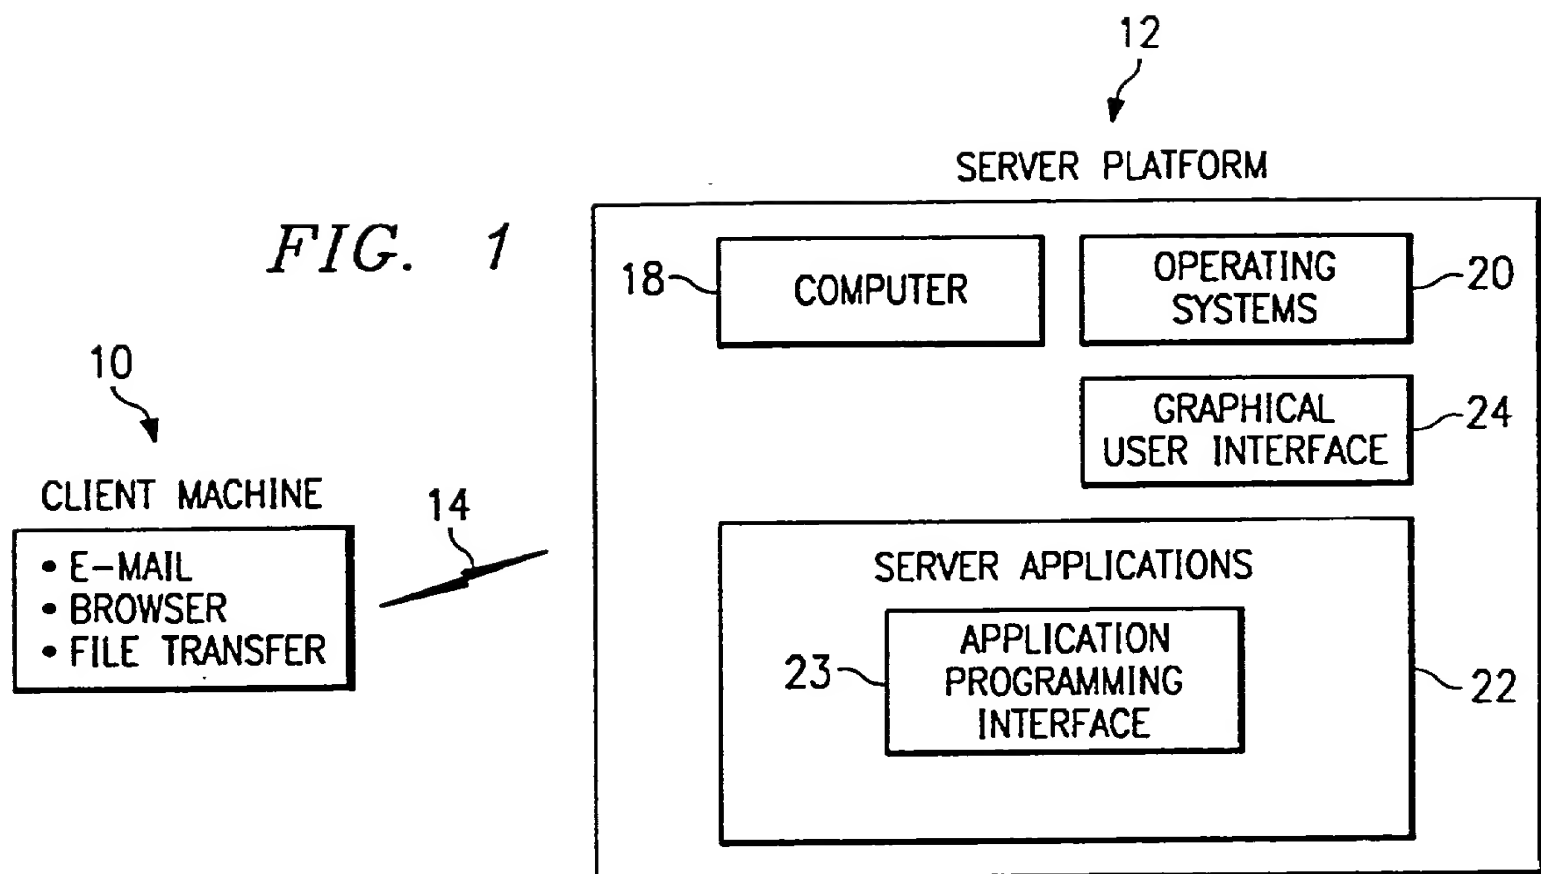 12
SERVER PLATFORM
FIG. 1
18
COMPUTER
OPERATING
SYSTEMS
20
10
GRAPHICAL
USER INTERFACE
24
CLIENT MACHINE
• E-MAIL
• BROWSER
• FILE TRANSFER
14
SERVER APPLICATIONS
23
APPLICATION
PROGRAMMING
INTERFACE
22